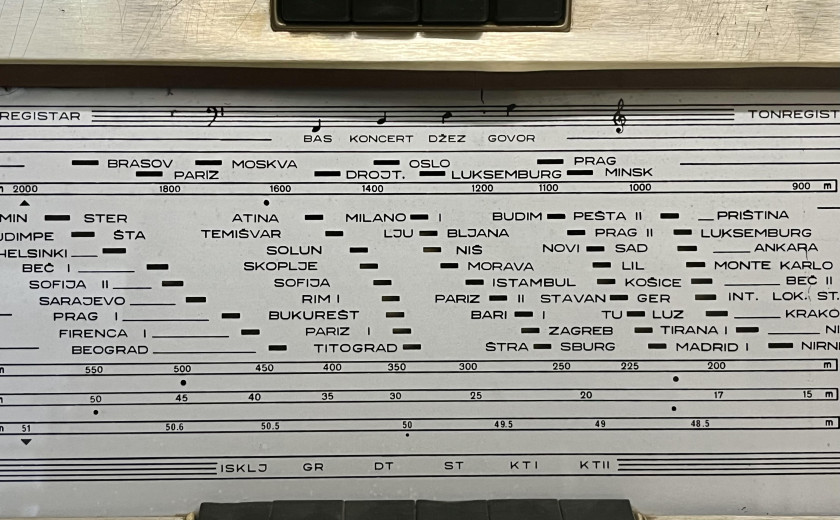 REGISTAR TONREGIST
BAS KONCERT DŽEZ GOVOR
BRASOV MOSKVA OSLO PRAG
PARIZ DROJT. LUKSEMBURG MINSK
2000 1800 1600 1400 1200 1100 1000 900 m
MIN STER ATINA MILANO I BUDIM PEŠTA II PRIŠTINA
UDIMPE ŠTA TEMIŠVAR LJU BLJANA PRAG II LUKSEMBURG
HELSINKI SOLUN NIŠ NOVI SAD ANKARA
BEČ I SKOPLJE MORAVA LIL MONTE KARLO
SOFIJA II SOFIJA ISTAMBUL KOŠICE BEČ II
SARAJEVO RIM I PARIZ II STAVAN GER INT. LOK. ST.
PRAG I BUKUREŠT BARI I TU LUZ KRAKO
FIRENCA I PARIZ I ZAGREB TIRANA I NI
BEOGRAD TITOGRAD ŠTRA SBURG MADRID I NIRN
550 500 450 400 350 300 250 225 200 m
50 45 40 35 30 25 20 17 15 m
51 50.6 50.5 50 49.5 49 48.5 m
ISKLJ GR DT ST KTI KTII